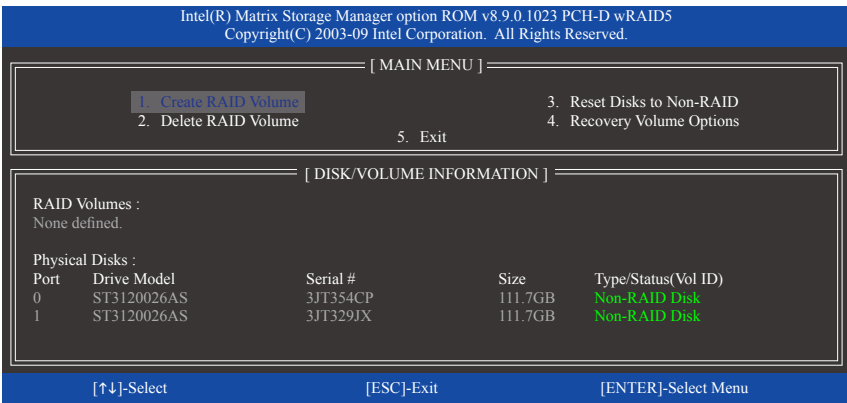 Intel(R) Matrix Storage Manager option ROM v8.9.0.1023 PCH-D wRAID5
Copyright(C) 2003-09 Intel Corporation. All Rights Reserved.
[ MAIN MENU ]
1. Create RAID Volume 3. Reset Disks to Non-RAID
2. Delete RAID Volume 4. Recovery Volume Options
5. Exit
[ DISK/VOLUME INFORMATION ]
RAID Volumes :
None defined.
Physical Disks :
Port Drive Model Serial # Size Type/Status(Vol ID)
0 ST3120026AS 3JT354CP 111.7GB Non-RAID Disk
1 ST3120026AS 3JT329JX 111.7GB Non-RAID Disk
[↑↓]-Select [ESC]-Exit [ENTER]-Select Menu